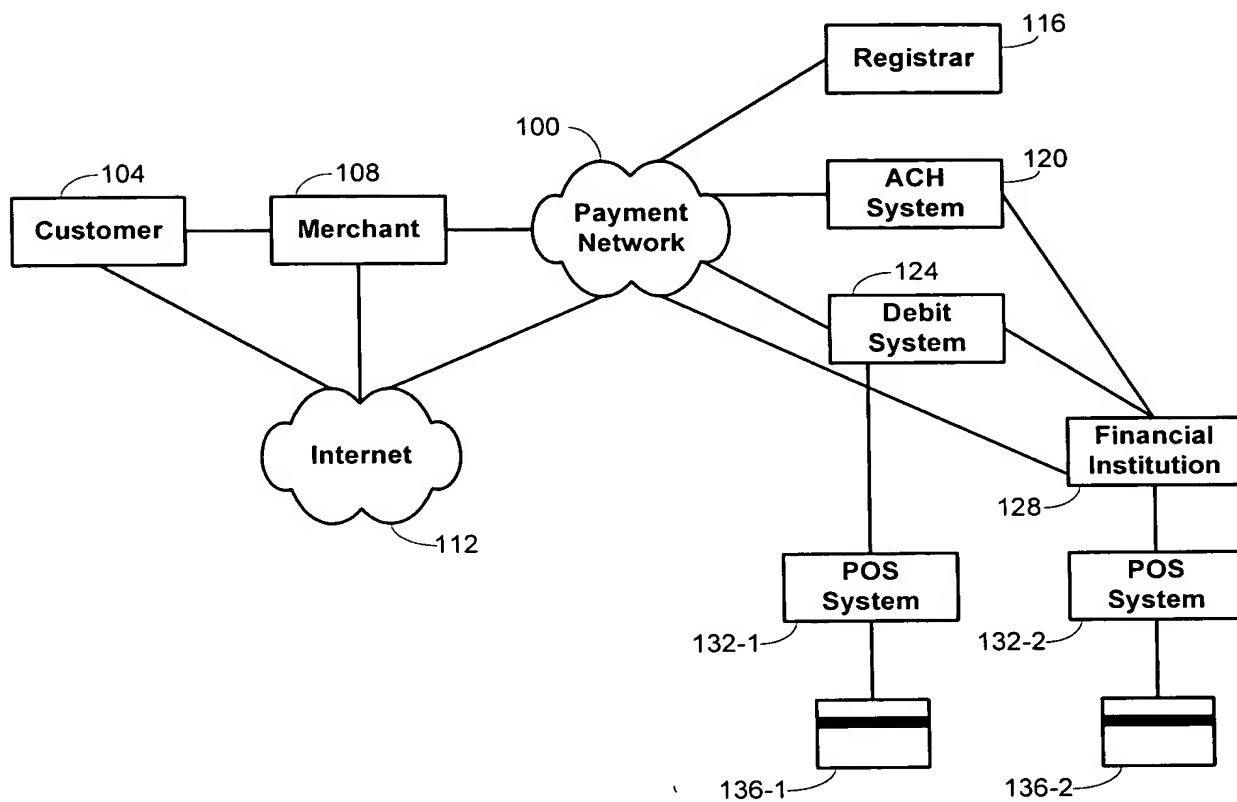 116
Registrar
100
104
108
120
ACH
System
Customer
Merchant
Payment
Network
124
Debit
System
Internet
Financial
Institution
128
112
POS
System
POS
System
132-1
132-2
136-1
136-2